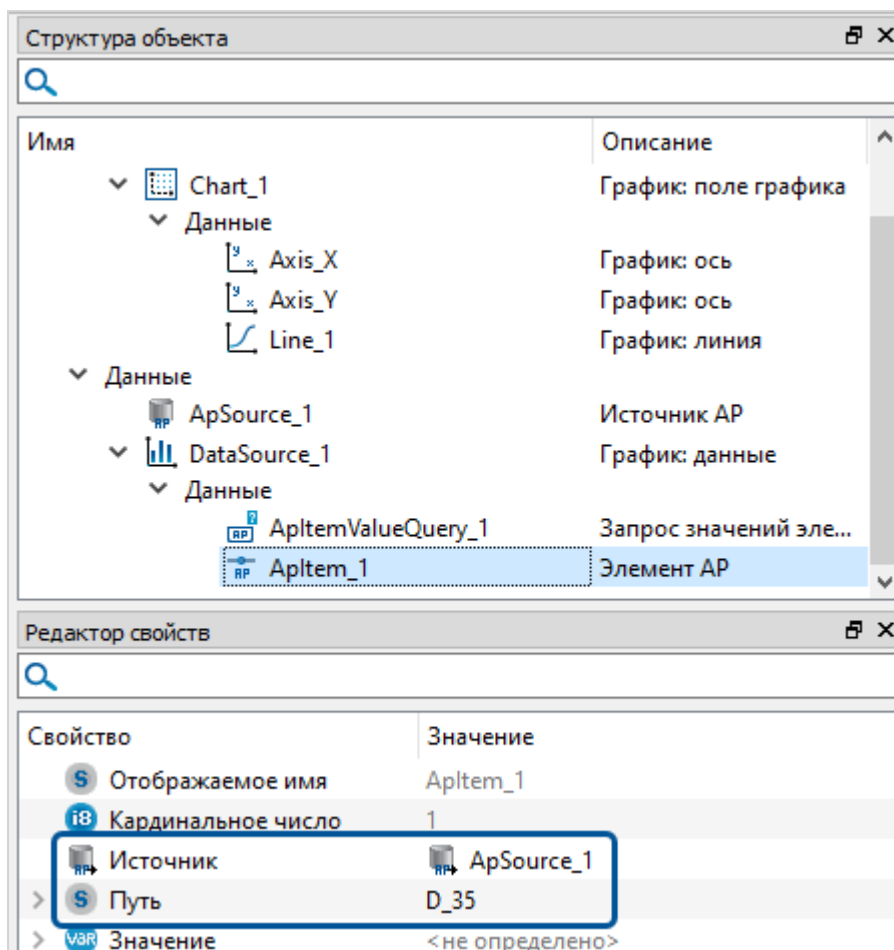 Структура объекта
Имя Описание
Chart_1 График: поле графика
Данные
Axis_X График: ось
Axis_Y График: ось
Line_1 График: линия
Данные
ApSource_1 Источник AP
DataSource_1 График: данные
Данные
ApItemValueQuery_1 Запрос значений эле...
ApItem_1 Элемент AP
Редактор свойств
Свойство Значение
S Отображаемое имя ApItem_1
i8 Кардинальное число 1
Источник ApSource_1
S Путь D_35
var Значение <не определено>